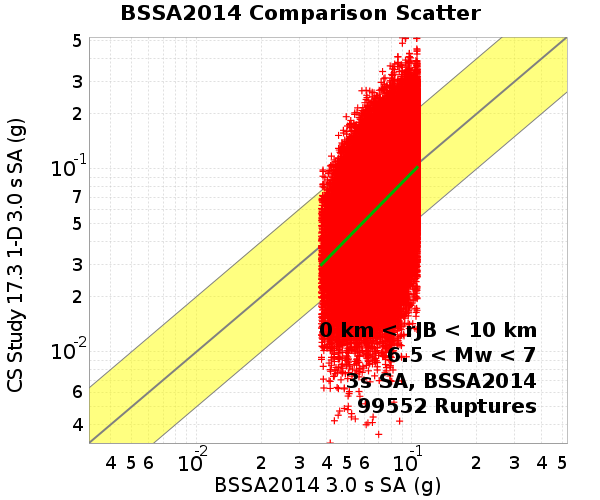 BSSA2014 Comparison Scatter
5
3
2
10-1
7
5
3
2
10-2
6
4
CS Study 17.3 1-D 3.0 s SA (g)
0 km < rJB < 10 km
6.5 < Mw < 7
3s SA, BSSA2014
99552 Ruptures
4 5 6 10-2 2 3 4 5 6 10-1 2 3 4 5
BSSA2014 3.0 s SA (g)